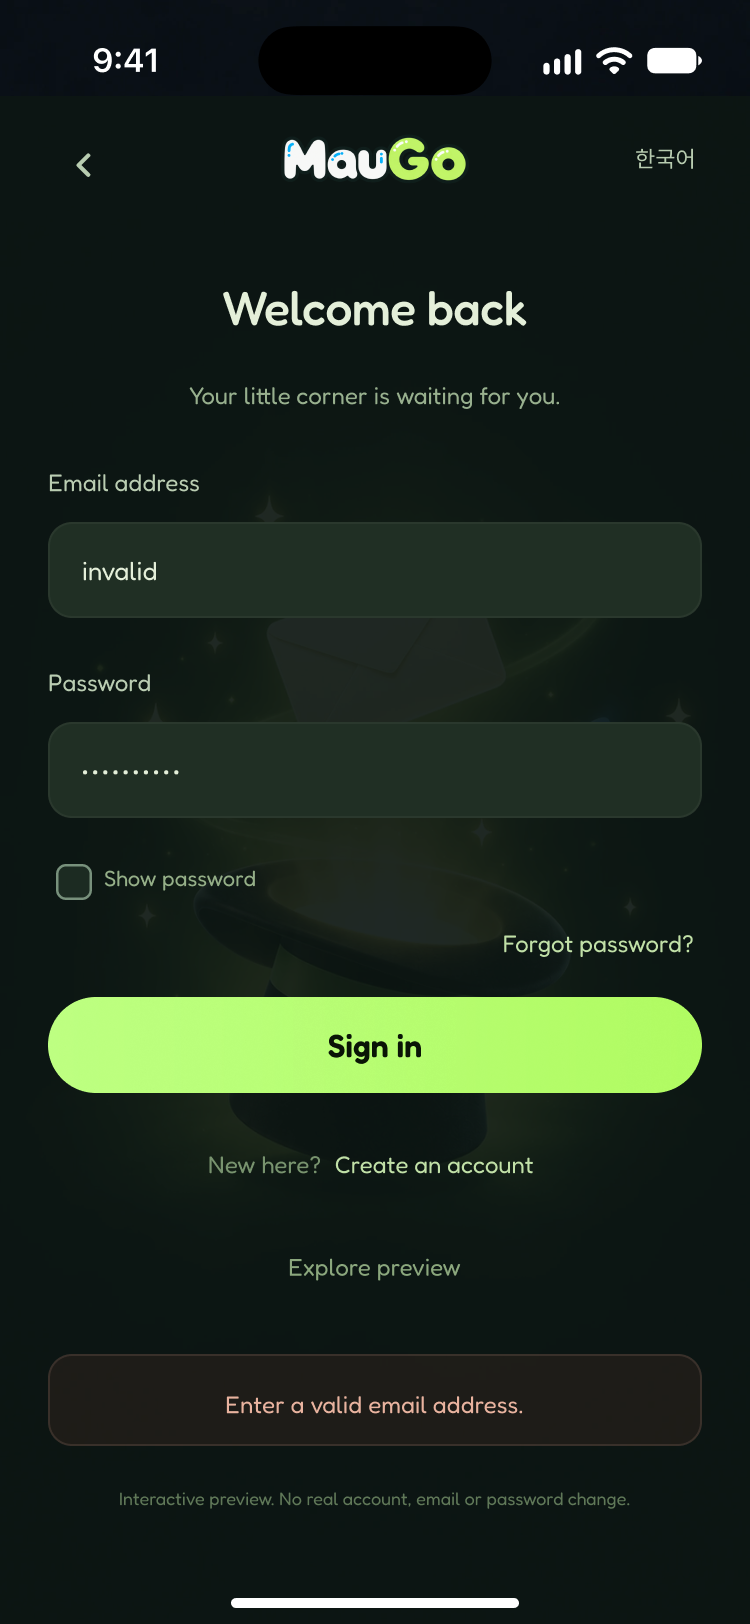 9:41
MauGo
한국어
Welcome back
Your little corner is waiting for you.
Email address
invalid
Password
••••••••••
Show password
Forgot password?
Sign in
New here? Create an account
Explore preview
Enter a valid email address.
Interactive preview. No real account, email or password change.